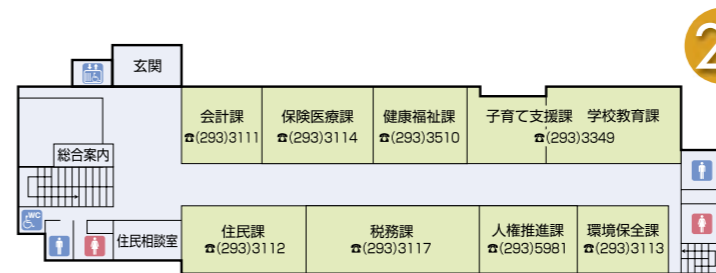 2
玄関
会計課
☎(293)3111
保険医療課
☎(293)3114
健康福祉課
☎(293)3510
子育て支援課 学校教育課
☎(293)3349
総合案内
WC
住民相談室
住民課
☎(293)3112
税務課
☎(293)3117
人権推進課
☎(293)5981
環境保全課
☎(293)3113